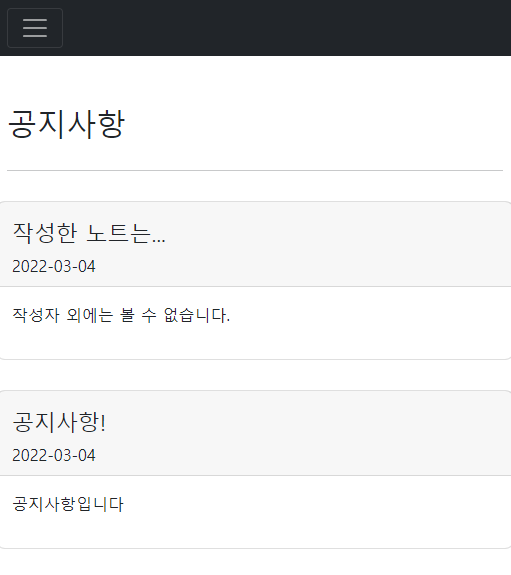 공지사항
작성한 노트는...
2022-03-04
작성자 외에는 볼 수 없습니다.
공지사항!
2022-03-04
공지사항입니다